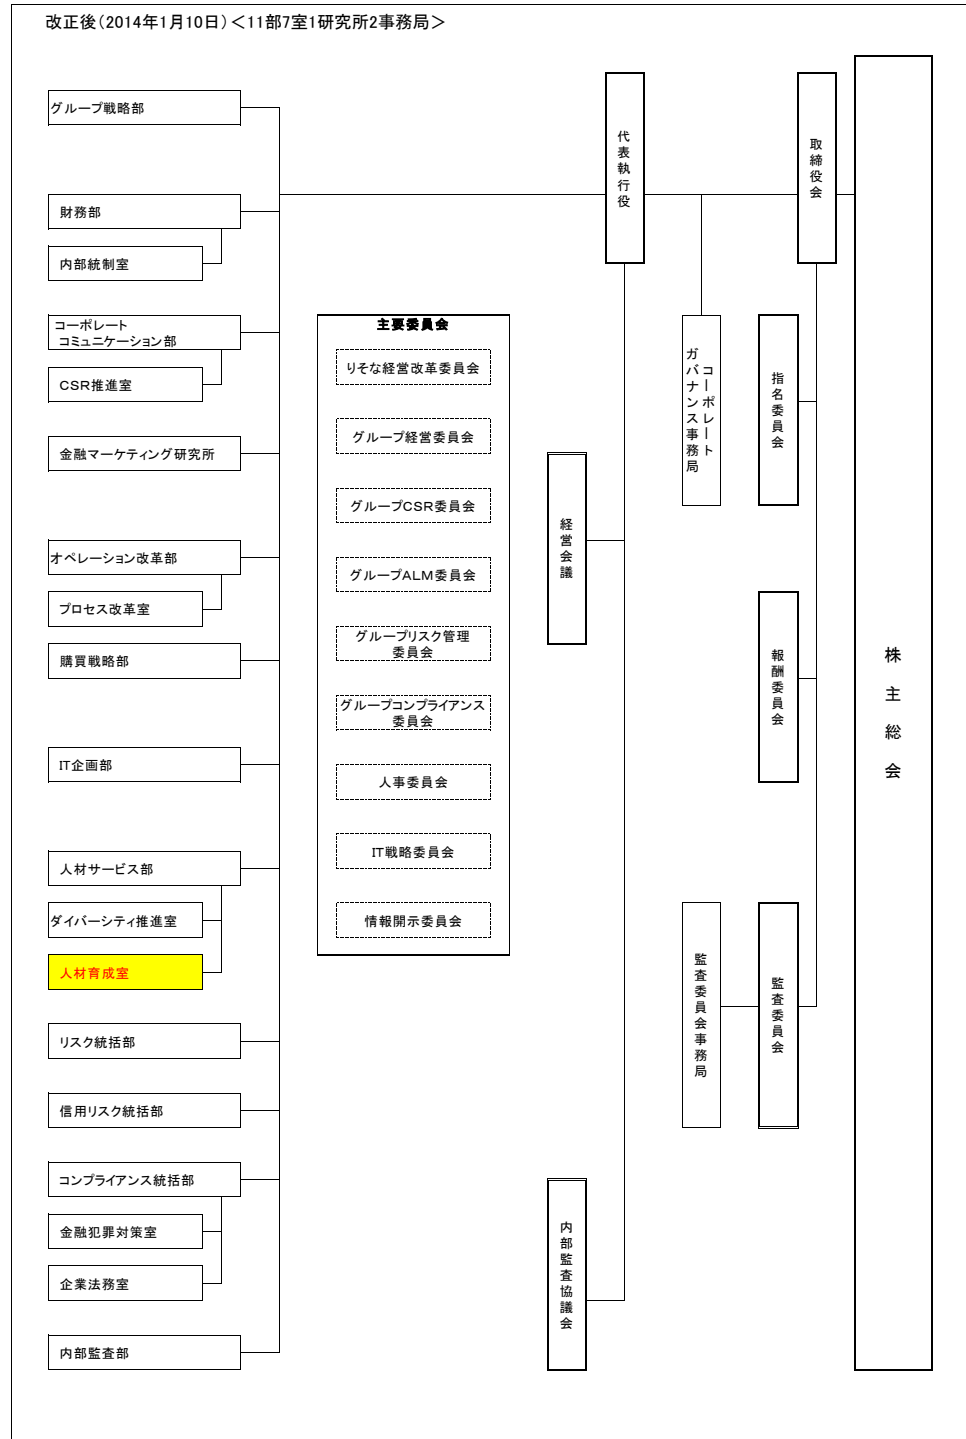 改正後(2014年1月10日)<11部7室1研究所2事務局>
グループ戦略部
財務部
内部統制室
コーポレート
コミュニケーション部
CSR推進室
金融マーケティング研究所
オペレーション改革部
プロセス改革室
購買戦略部
IT企画部
人材サービス部
ダイバーシティ推進室
人材育成室
リスク統括部
信用リスク統括部
コンプライアンス統括部
金融犯罪対策室
企業法務室
内部監査部
主要委員会
りそな経営改革委員会
グループ経営委員会
グループCSR委員会
グループALM委員会
グループリスク管理
委員会
グループコンプライアンス
委員会
人事委員会
IT戦略委員会
情報開示委員会
代表執行役
経営会議
内部監査協議会
コーポレート
ガバナンス事務局
監査委員会事務局
取締役会
指名委員会
報酬委員会
監査委員会
株主総会